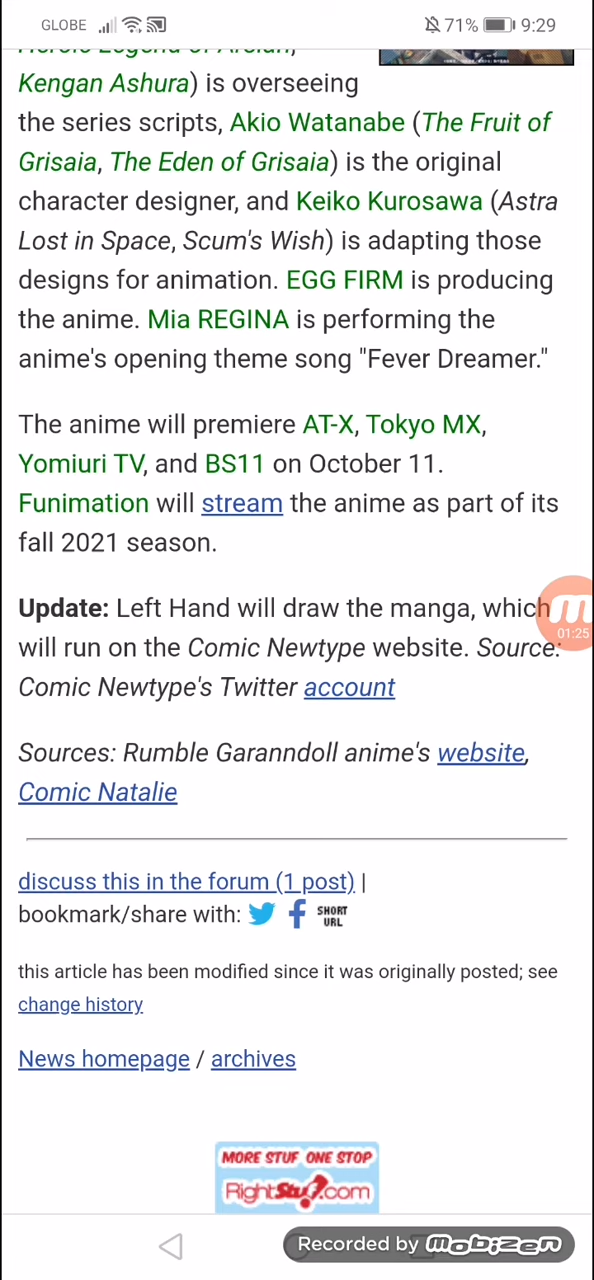 GLOBE 71% 9:29
Heroic Legend of Arslan,
Kengan Ashura) is overseeing
the series scripts, Akio Watanabe (The Fruit of
Grisaia, The Eden of Grisaia) is the original
character designer, and Keiko Kurosawa (Astra
Lost in Space, Scum's Wish) is adapting those
designs for animation. EGG FIRM is producing
the anime. Mia REGINA is performing the
anime's opening theme song "Fever Dreamer."
The anime will premiere AT-X, Tokyo MX,
Yomiuri TV, and BS11 on October 11.
Funimation will stream the anime as part of its
fall 2021 season.
Update: Left Hand will draw the manga, which
will run on the Comic Newtype website. Source:
Comic Newtype's Twitter account
01:25
Sources: Rumble Garanndoll anime's website,
Comic Natalie
discuss this in the forum (1 post) |
bookmark/share with: SHORT
URL
this article has been modified since it was originally posted; see
change history
News homepage / archives
MORE STUF ONE STOP
RightStuf?.com
Recorded by mobizen